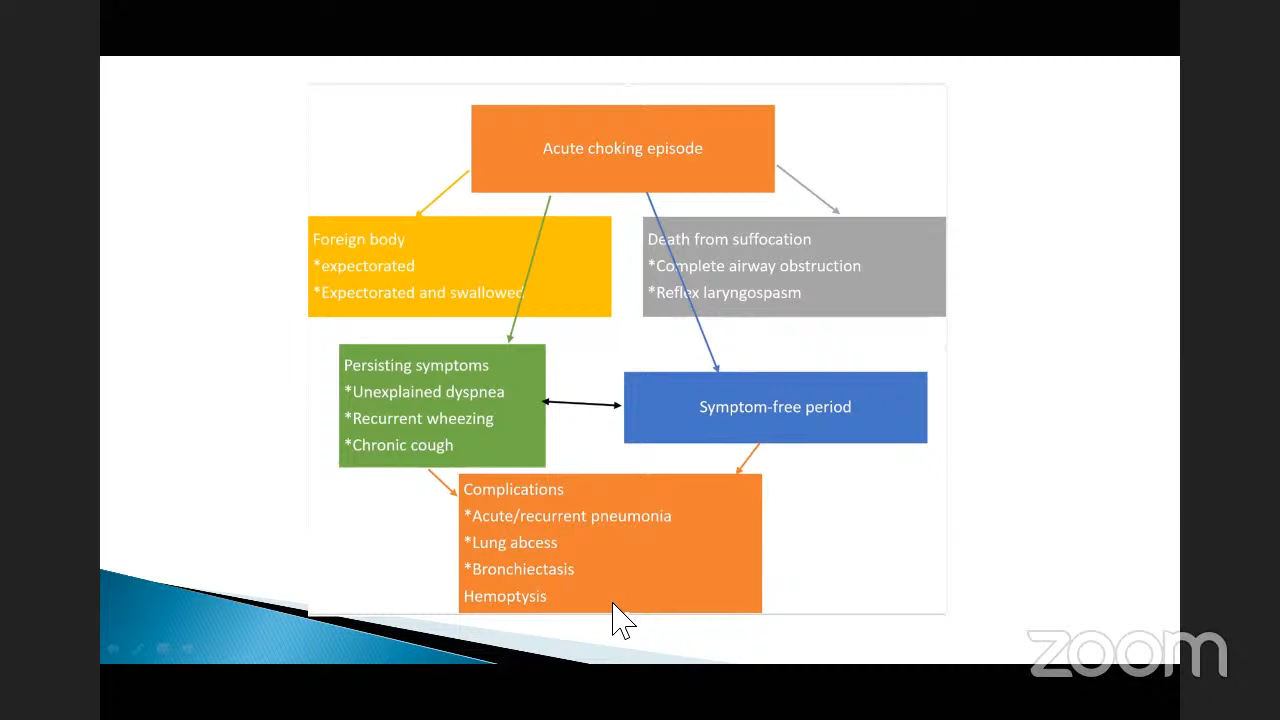 Acute choking episode
Foreign body
*expectorated
*Expectorated and swallowed
Death from suffocation
*Complete airway obstruction
*Reflex laryngospasm
Persisting symptoms
*Unexplained dyspnea
*Recurrent wheezing
*Chronic cough
Symptom-free period
Complications
*Acute/recurrent pneumonia
*Lung abcess
*Bronchiectasis
Hemoptysis
zoom